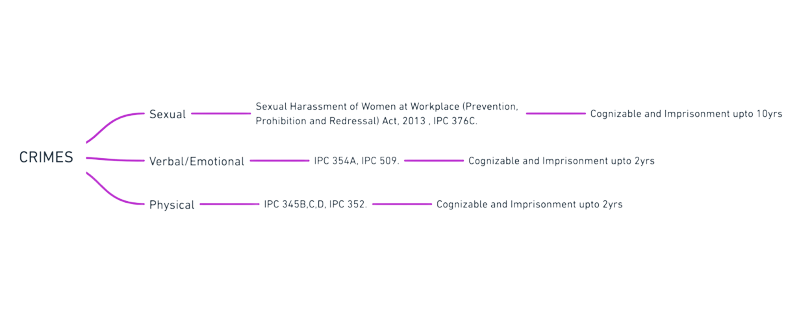 CRIMES
Sexual
Sexual Harassment of Women at Workplace (Prevention,
Prohibition and Redressal) Act, 2013 , IPC 376C.
Cognizable and Imprisonment upto 10yrs
Verbal/Emotional
IPC 354A, IPC 509.
Cognizable and Imprisonment upto 2yrs
Physical
IPC 345B,C,D, IPC 352.
Cognizable and Imprisonment upto 2yrs